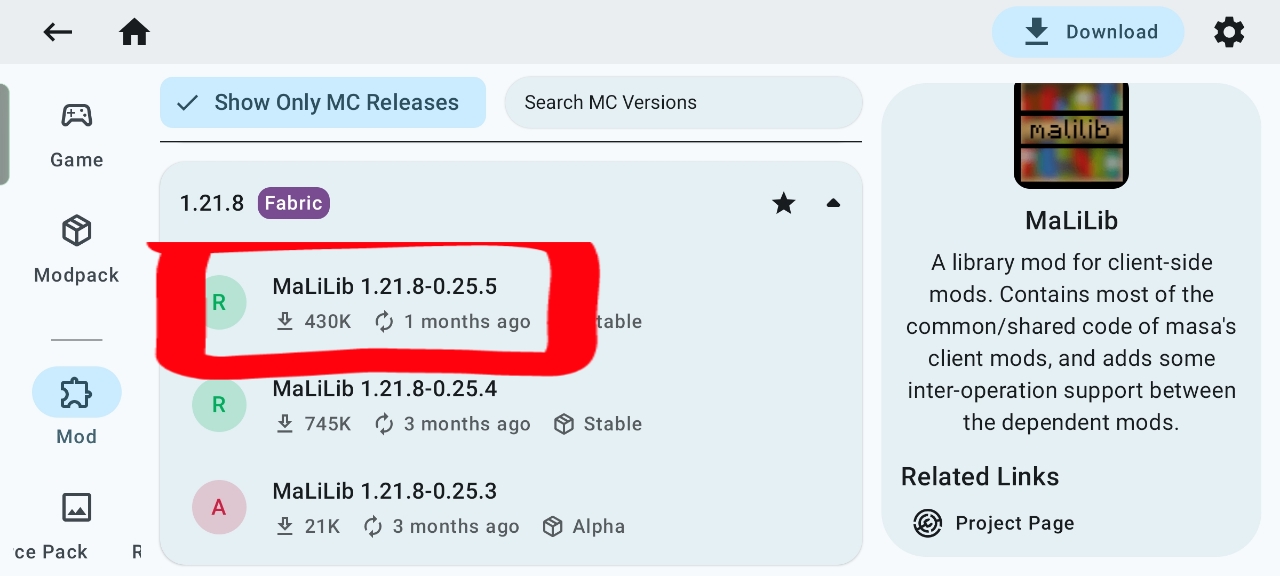 Download
Game
Modpack
Mod
ce Pack
R
Show Only MC Releases
Search MC Versions
1.21.8 Fabric
R
MaLiLib 1.21.8-0.25.5
430K 1 months ago table
R
MaLiLib 1.21.8-0.25.4
745K 3 months ago Stable
A
MaLiLib 1.21.8-0.25.3
21K 3 months ago Alpha
malilib
MaLiLib
A library mod for client-side
mods. Contains most of the
common/shared code of masa's
client mods, and adds some
inter-operation support between
the dependent mods.
Related Links
Project Page